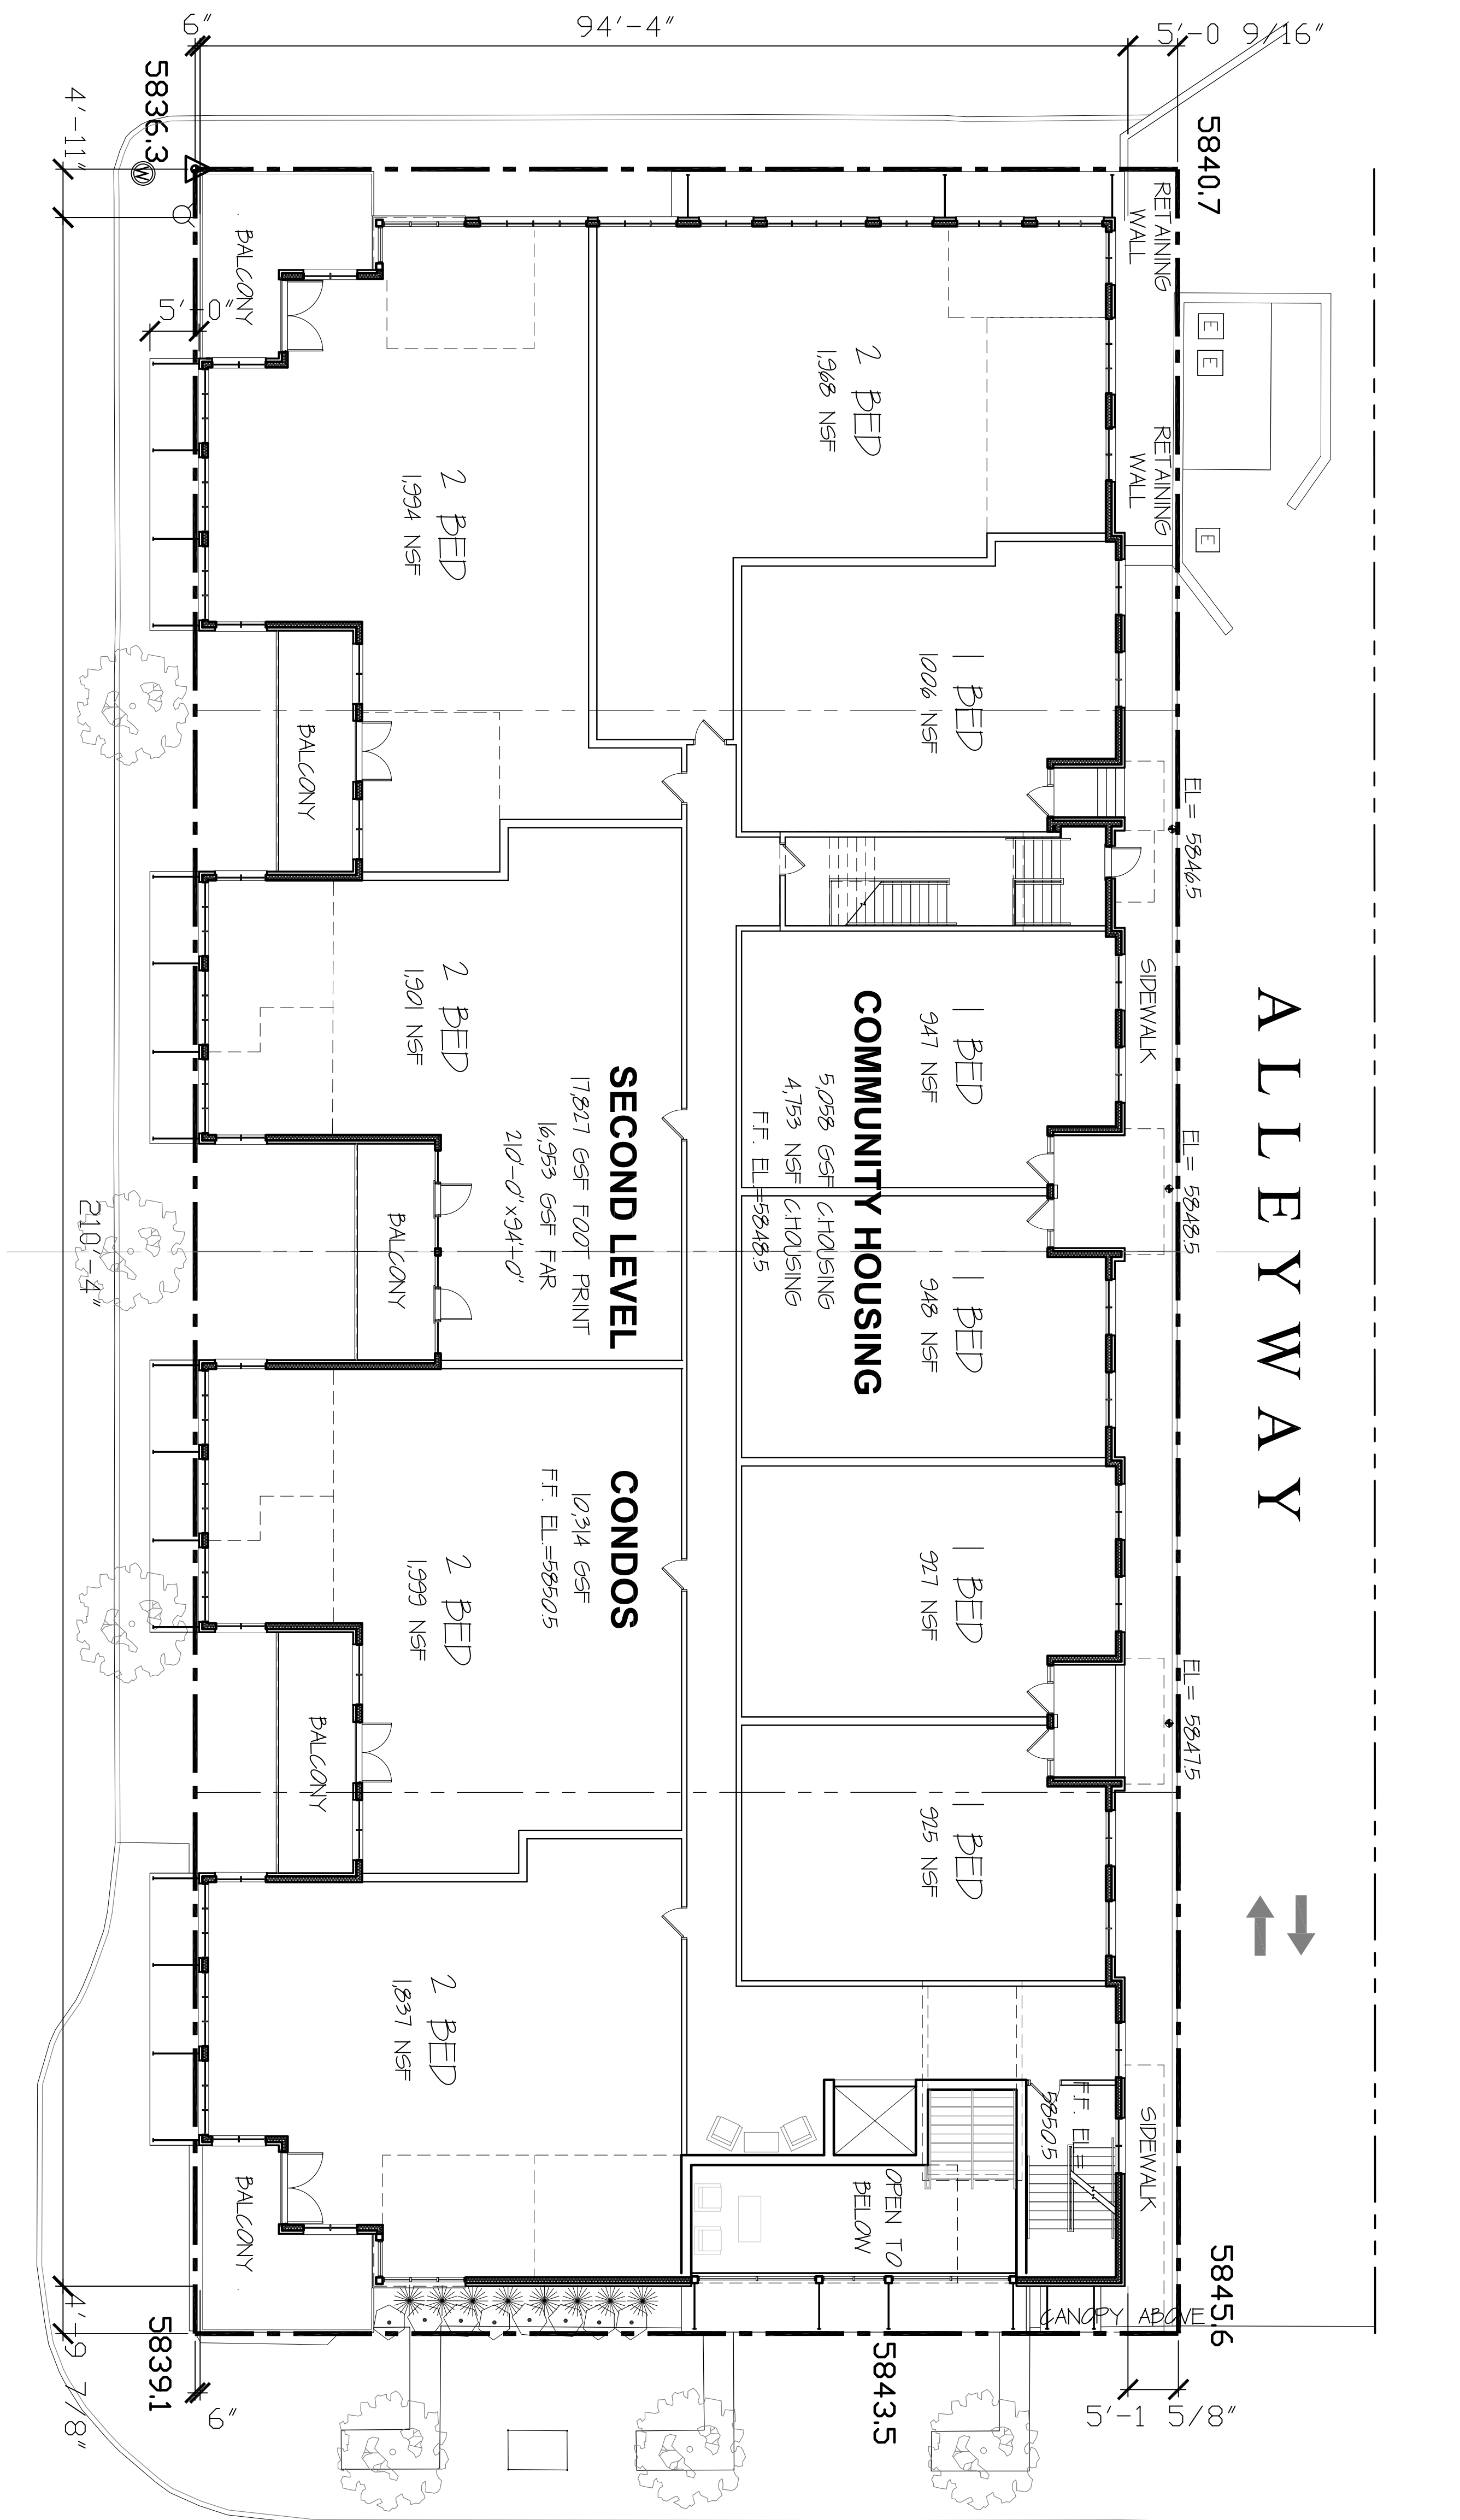 6"
94'-4"
5'-0 9/16"
5836.3
4'-11"
W
5840.7
RETAINING
WALL
BALCONY
5'-0"
E
E
E
2 BED
1,968 NSF
RETAINING
WALL
2 BED
1,994 NSF
1 BED
1006 NSF
BALCONY
EL= 5846.5
2 BED
1,901 NSF
1 BED
947 NSF
SIDEWALK
ALLEYWAY
COMMUNITY HOUSING
5,058 GSF C.HOUSING
4,753 NSF C.HOUSING
F.F. EL.=5848.5
SECOND LEVEL
17,827 GSF FOOT PRINT
16,953 GSF FAR
210'-0"x94'-0"
EL= 5848.5
BALCONY
210'-4"
1 BED
948 NSF
CONDOS
10,314 GSF
F.F. EL.=5850.5
2 BED
1,999 NSF
1 BED
927 NSF
EL= 5847.5
BALCONY
1 BED
925 NSF
2 BED
1,837 NSF
F.F. EL=
5850.5
SIDEWALK
OPEN TO
BELOW
BALCONY
CANOPY ABOVE
5845.6
5839.1
5843.5
4'-9 7/8"
6"
5'-1 5/8"